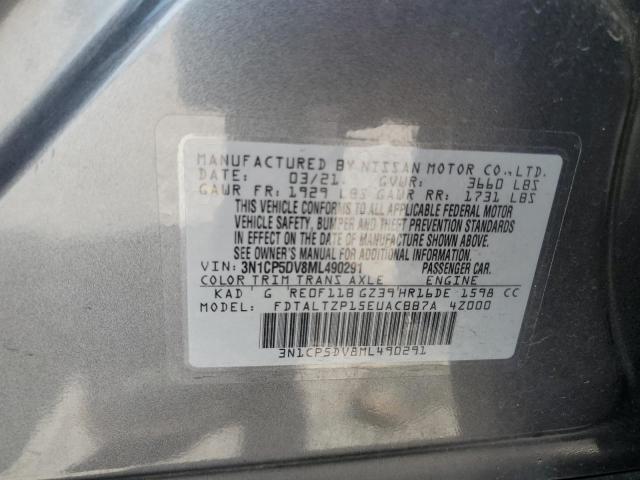 MANUFACTURED BY NISSAN MOTOR CO.,LTD.
DATE: 03/21 GVWR: 3660 LBS
GAWR FR: 1929 LBS GAWR RR: 1731 LBS
THIS VEHICLE CONFORMS TO ALL APPLICABLE FEDERAL MOTOR
VEHICLE SAFETY, BUMPER AND THEFT PREVENTION STANDARDS
IN EFFECT ON THE DATE OF MANUFACTURE SHOWN ABOVE.
SEE OWNER'S MANUAL FOR ADDITIONAL INFORMATION.
VIN: 3N1CP5DV8ML490291 PASSENGER CAR.
COLOR TRIM TRANS AXLE ENGINE
KAD G RE0F11B GZ39 HR16DE 1598 CC
MODEL: FDTALTZP15EUACBB7A 4Z000
3N1CP5DV8ML490291